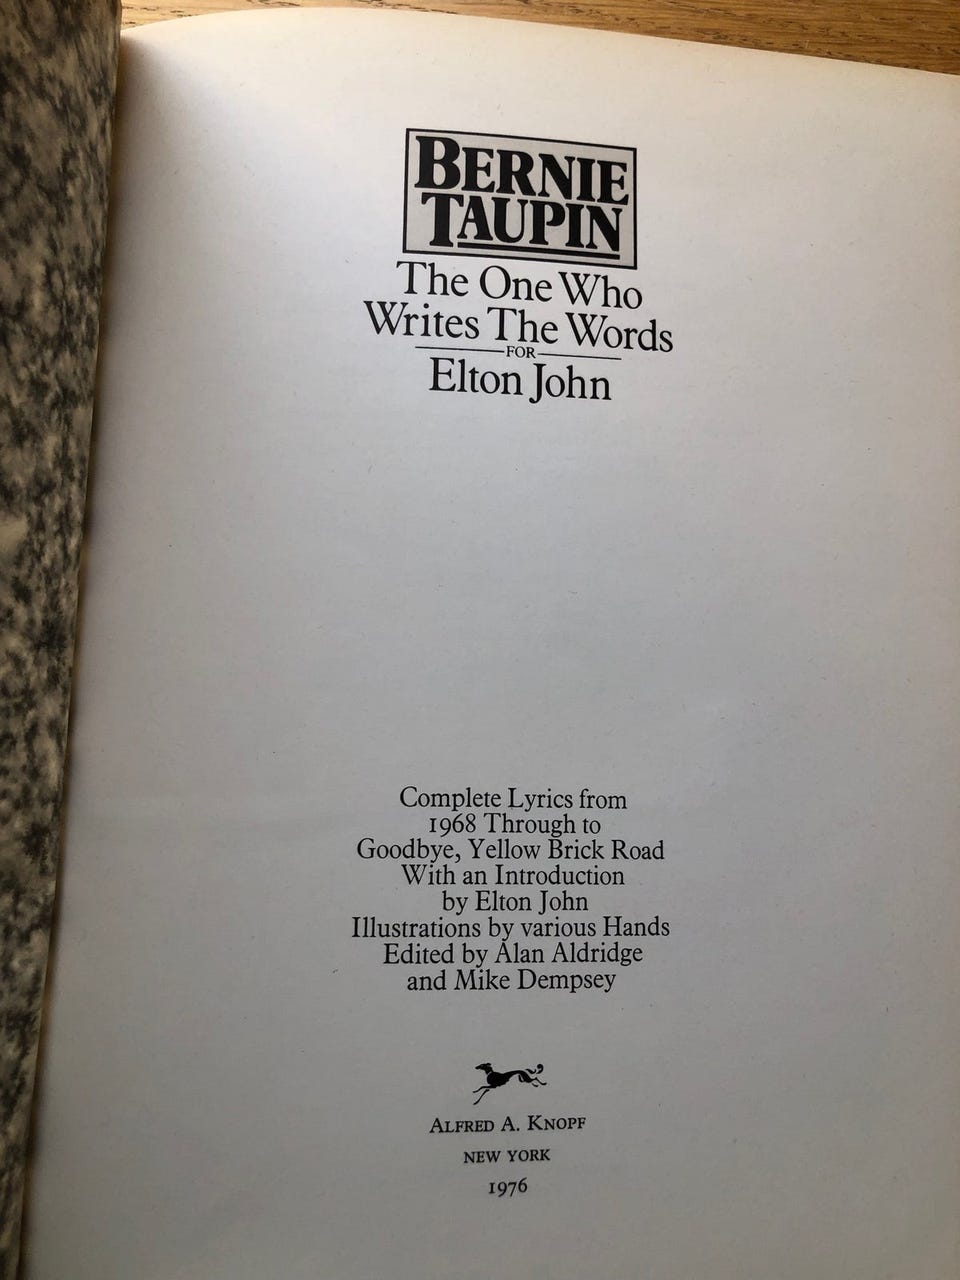 BERNIE
TAUPIN
The One Who
Writes The Words
FOR
Elton John
Complete Lyrics from
1968 Through to
Goodbye, Yellow Brick Road
With an Introduction
by Elton John
Illustrations by various Hands
Edited by Alan Aldridge
and Mike Dempsey
ALFRED A. KNOPF
NEW YORK
1976